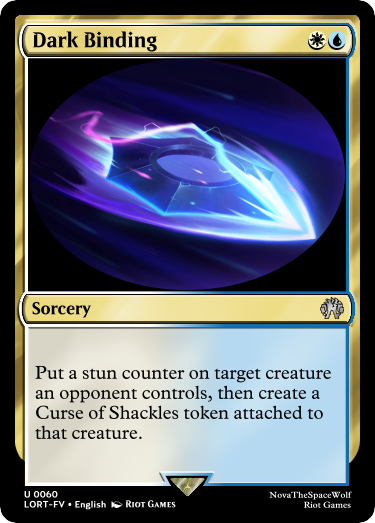 Dark Binding
Sorcery
Put a stun counter on target creature
an opponent controls, then create a
Curse of Shackles token attached to
that creature.
U 0060
LORT-FV • English Riot Games
NovaTheSpaceWolf
Riot Games